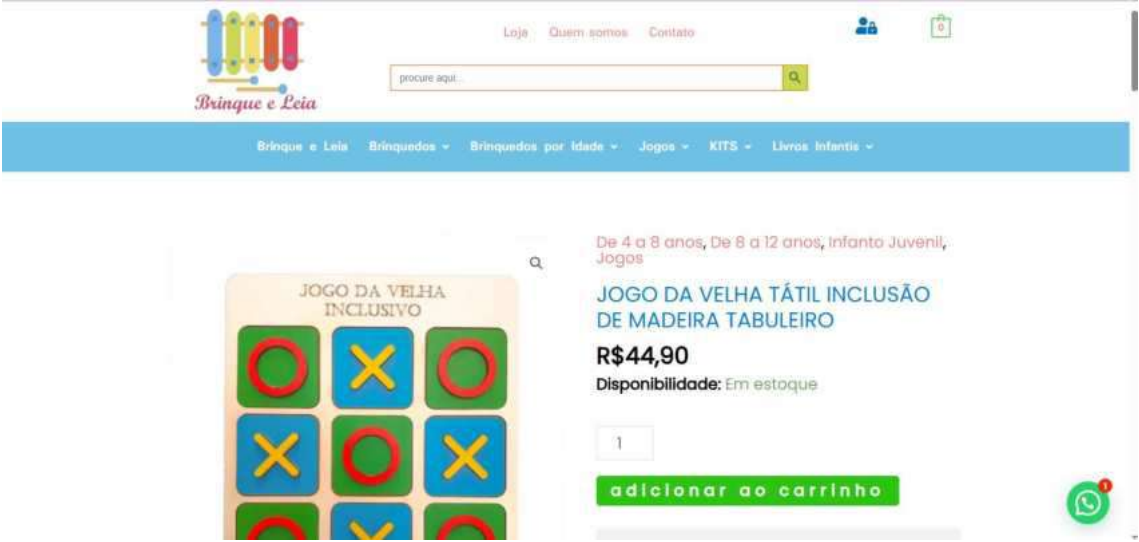 Loja Quem somos Contato
0
procure aqui...
Brinque e Leia
Brinque e Leia Brinquedos Brinquedos por Idade Jogos KITS Livros Infantis
De 4 a 8 anos, De 8 a 12 anos, Infanto Juvenil,
Jogos
JOGO DA VELHA
INCLUSIVO
JOGO DA VELHA TÁTIL INCLUSÃO
DE MADEIRA TABULEIRO
R$44,90
Disponibilidade: Em estoque
1
adicionar ao carrinho
1